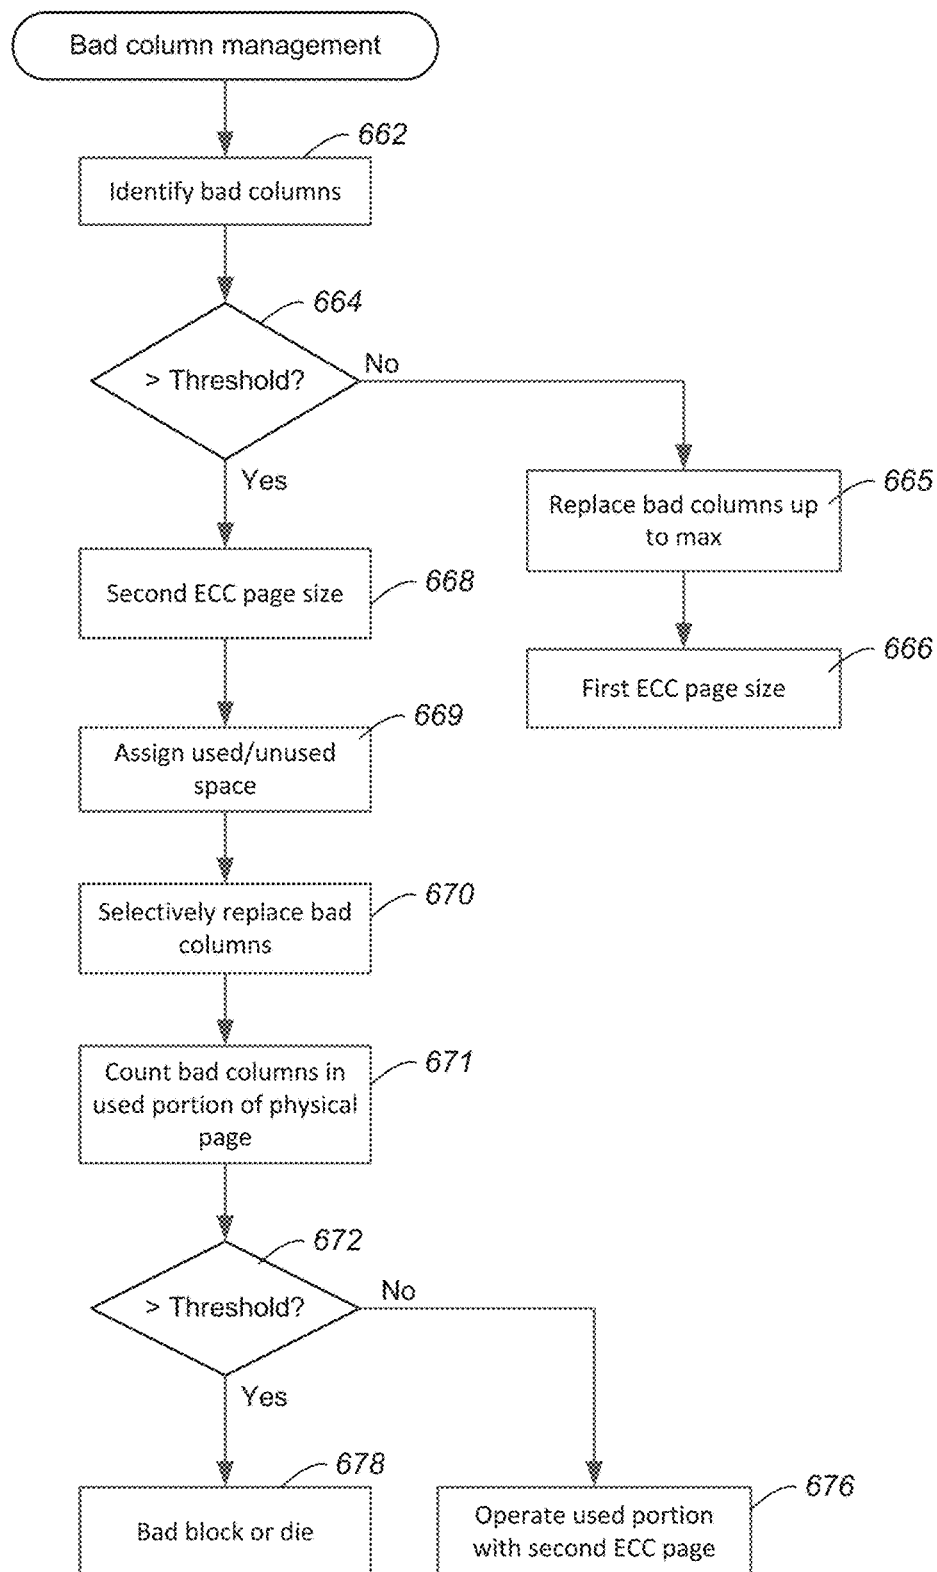 Bad column management
662
Identify bad columns
664
> Threshold?
No
Yes
665
Replace bad columns up
to max
668
Second ECC page size
666
First ECC page size
669
Assign used/unused
space
670
Selectively replace bad
columns
671
Count bad columns in
used portion of physical
page
672
> Threshold?
No
Yes
678
Bad block or die
676
Operate used portion
with second ECC page